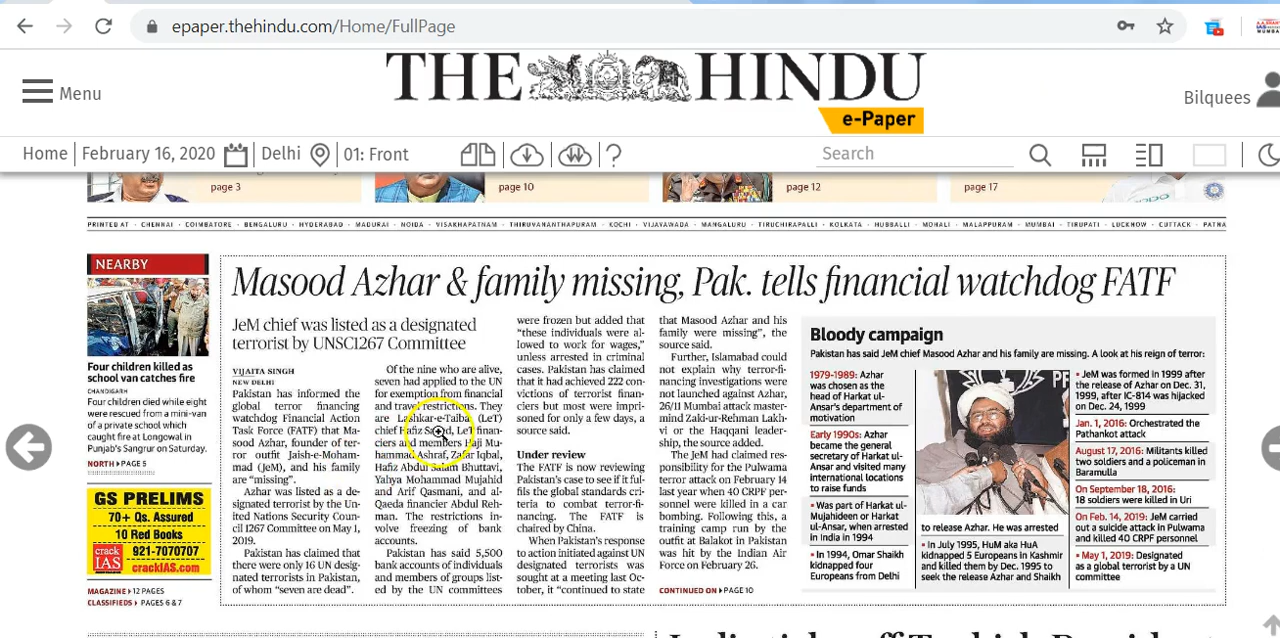 epaper.thehindu.com/Home/FullPage
Menu
THE HINDU
e-Paper
Bilquees
Home
February 16, 2020
Delhi
01: Front
?
Search
page 3
page 10
page 12
page 17
PRINTED AT · CHENNAI · COIMBATORE · BENGALURU · HYDERABAD · MADURAI · NOIDA · VISAKHAPATNAM · THIRUVANANTHAPURAM · KOCHI · VIJAYAWADA · MANGALURU · TIRUCHIRAPALLI · KOLKATA · HUBBALLI · MOHALI · MALAPPURAM · MUMBAI · TIRUPATI · LUCKNOW · CUTTACK · PATNA
NEARBY
Four children killed as
school van catches fire
CHANDIGARH
Four children died while eight
were rescued from a mini-van
of a private school which
caught fire at Longowal in
Punjab's Sangrur on Saturday.
NORTH ▸ PAGE 5
GS PRELIMS
70+ Qs. Assured
10 Red Books
crack
IAS
921-7070707
crackIAS.com
MAGAZINE ▸ 12 PAGES
CLASSIFIEDS ▸ PAGES 6 & 7
Masood Azhar & family missing, Pak. tells financial watchdog FATF
JeM chief was listed as a designated
terrorist by UNSC1267 Committee
VIJAITA SINGH
NEW DELHI
Pakistan has informed the
global terror financing
watchdog Financial Action
Task Force (FATF) that Ma-
sood Azhar, founder of ter-
ror outfit Jaish-e-Moham-
mad (JeM), and his family
are “missing”.
Azhar was listed as a de-
signated terrorist by the Un-
ited Nations Security Coun-
cil 1267 Committee on May 1,
2019.
Pakistan has claimed that
there were only 16 UN desig-
nated terrorists in Pakistan,
of whom “seven are dead”.
Of the nine who are alive,
seven had applied to the UN
for exemption from financial
and travel restrictions. They
are Lashkar-e-Taiba (LeT)
chief Hafiz Saeed, LeT finan-
ciers and members Haji Mu-
hammad Ashraf, Zafar Iqbal,
Hafiz Abdul Salam Bhuttavi,
Yahya Mohammad Mujahid
and Arif Qasmani, and al-
Qaeda financier Abdul Reh-
man. The restrictions in-
volve freezing of bank
accounts.
Pakistan has said 5,500
bank accounts of individuals
and members of groups list-
ed by the UN committees
were frozen but added that
“these individuals were al-
lowed to work for wages,”
unless arrested in criminal
cases. Pakistan has claimed
that it had achieved 222 con-
victions of terrorist finan-
ciers but most were impri-
soned for only a few days, a
source said.
Under review
The FATF is now reviewing
Pakistan's case to see if it ful-
fils the global standards cri-
teria to combat terror-fi-
nancing. The FATF is
chaired by China.
When Pakistan's response
to action initiated against UN
designated terrorists was
sought at a meeting last Oc-
tober, it “continued to state
that Masood Azhar and his
family were missing”, the
source said.
Further, Islamabad could
not explain why terror-fi-
nancing investigations were
not launched against Azhar,
26/11 Mumbai attack master-
mind Zaki-ur-Rehman Lakh-
vi or the Haqqani leader-
ship, the source added.
The JeM had claimed res-
ponsibility for the Pulwama
terror attack on February 14
last year when 40 CRPF per-
sonnel were killed in a car
bombing. Following this, a
training camp run by the
outfit at Balakot in Pakistan
was hit by the Indian Air
Force on February 26.
CONTINUED ON ▸ PAGE 10
Bloody campaign
Pakistan has said JeM chief Masood Azhar and his family are missing. A look at his reign of terror:
1979-1989: Azhar
was chosen as the
head of Harkat ul-
Ansar's department of
motivation
Early 1990s: Azhar
became the general
secretary of Harkat ul-
Ansar and visited many
international locations
to raise funds
• Was part of Harkat ul-
Mujahideen or Harkat
ul-Ansar, when arrested
in India in 1994
• In 1994, Omar Shaikh
kidnapped four
Europeans from Delhi
to release Azhar. He was arrested
• In July 1995, HuM aka HuA
kidnapped 5 Europeans in Kashmir
and killed them by Dec. 1995 to
seek the release Azhar and Shaikh
• JeM was formed in 1999 after
the release of Azhar on Dec. 31,
1999, after IC-814 was hijacked
on Dec. 24, 1999
Jan. 1, 2016: Orchestrated the
Pathankot attack
August 17, 2016: Militants killed
two soldiers and a policeman in
Baramulla
On September 18, 2016:
18 soldiers were killed in Uri
On Feb. 14, 2019: JeM carried
out a suicide attack in Pulwama
and killed 40 CRPF personnel
• May 1, 2019: Designated
as a global terrorist by a UN
committee